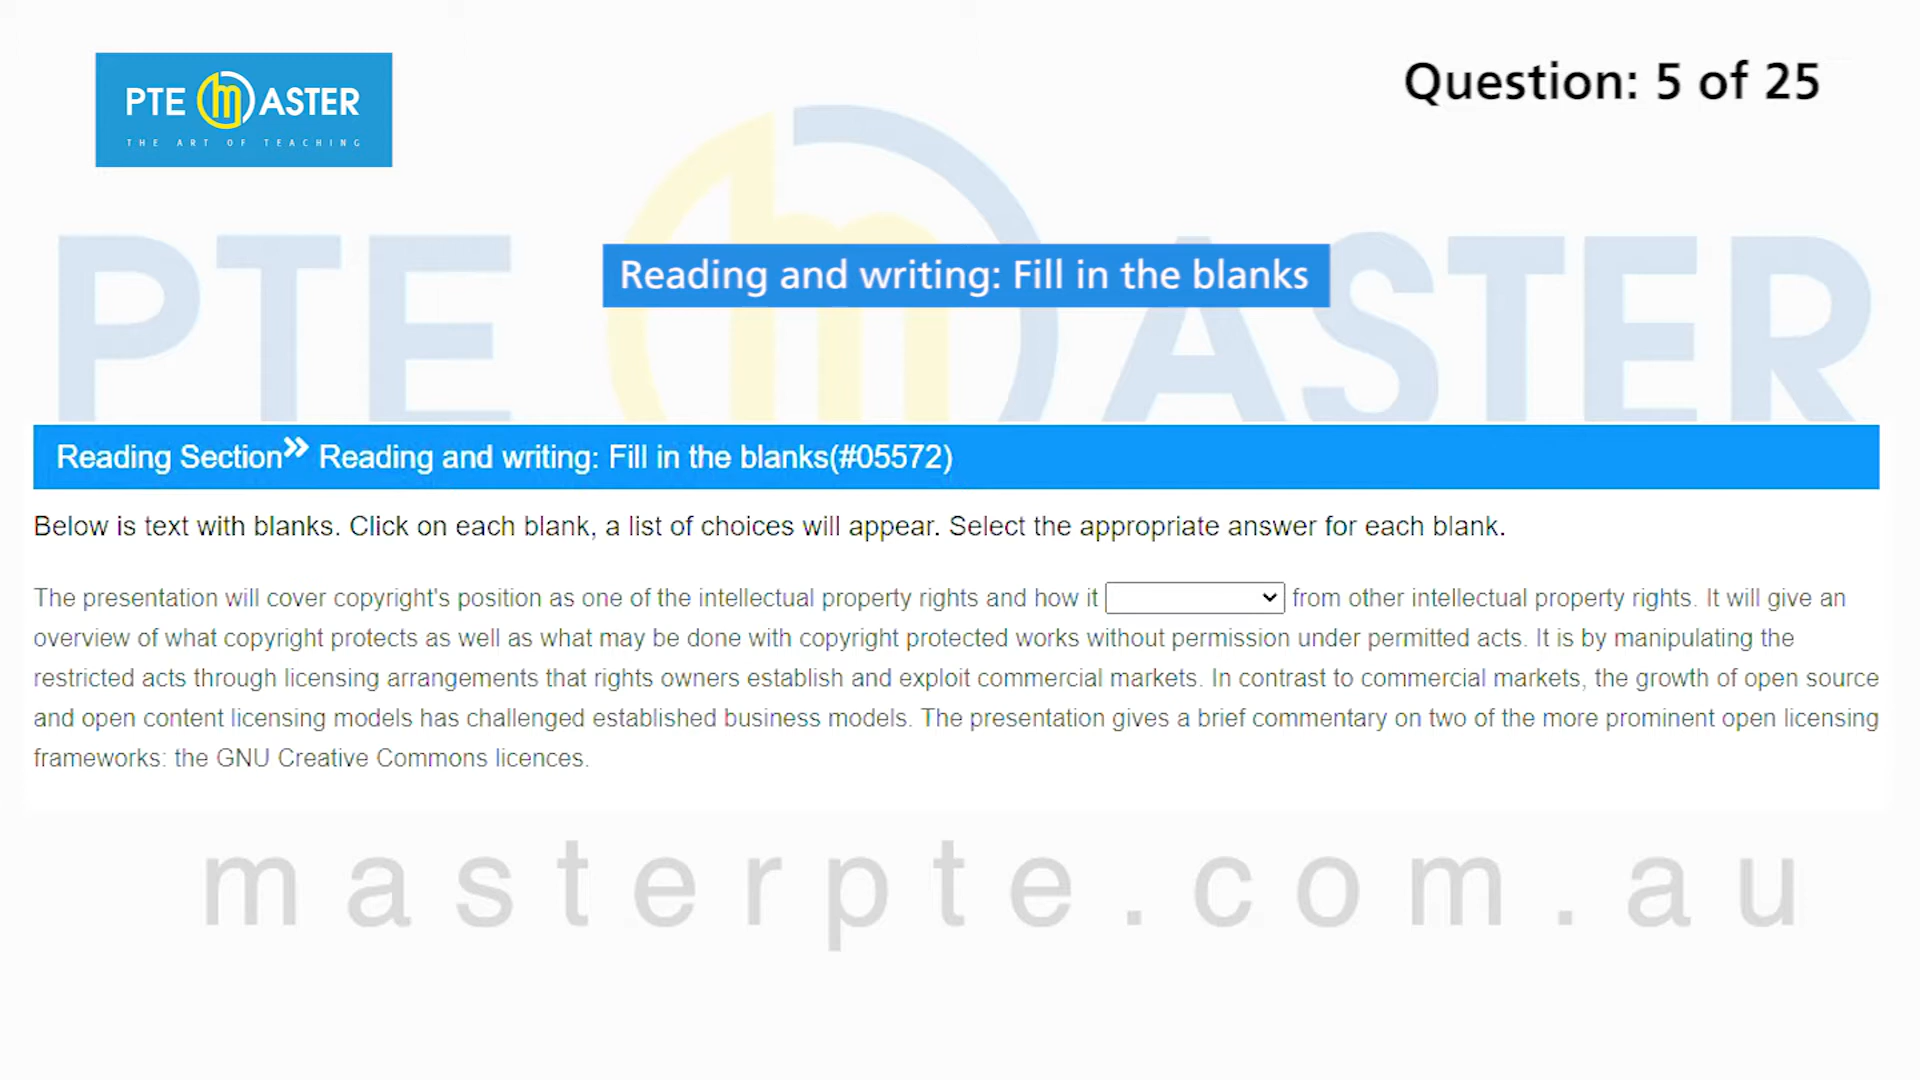 PTE MASTER
THE ART OF TEACHING
Question: 5 of 25
PTE MASTER
Reading and writing: Fill in the blanks
Reading Section» Reading and writing: Fill in the blanks(#05572)
Below is text with blanks. Click on each blank, a list of choices will appear. Select the appropriate answer for each blank.
The presentation will cover copyright's position as one of the intellectual property rights and how it from other intellectual property rights. It will give an
overview of what copyright protects as well as what may be done with copyright protected works without permission under permitted acts. It is by manipulating the
restricted acts through licensing arrangements that rights owners establish and exploit commercial markets. In contrast to commercial markets, the growth of open source
and open content licensing models has challenged established business models. The presentation gives a brief commentary on two of the more prominent open licensing
frameworks: the GNU Creative Commons licences.
masterpte.com.au